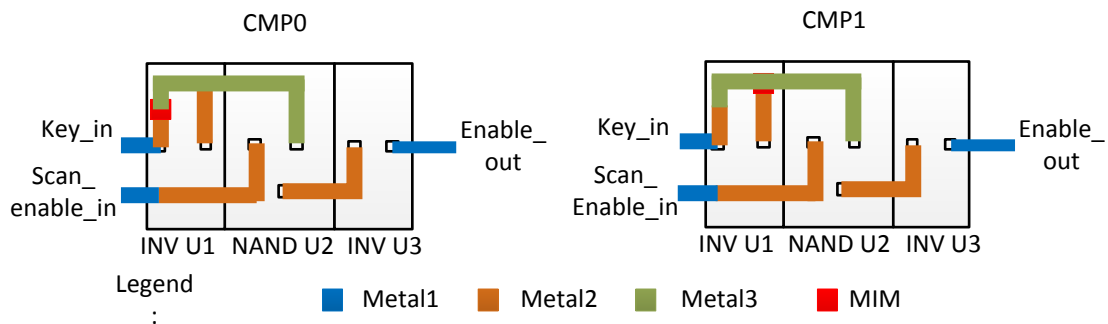 CMP0
CMP1
Key_in
Scan_
enable_in
Enable_
out
INV U1 NAND U2 INV U3
Key_in
Scan_
Enable_in
Enable_
out
INV U1 NAND U2 INV U3
Legend
:
Metal1 Metal2 Metal3 MIM